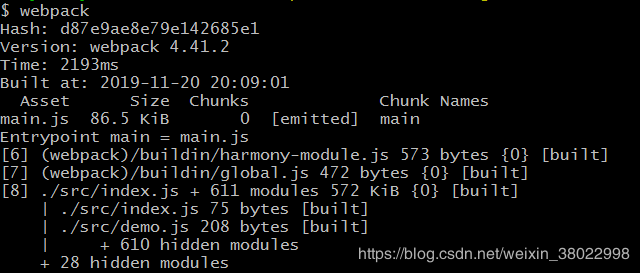 $ webpack
Hash: d87e9ae8e79e142685e1
Version: webpack 4.41.2
Time: 2193ms
Built at: 2019-11-20 20:09:01
  Asset      Size  Chunks             Chunk Names
main.js  86.5 KiB       0  [emitted]  main
Entrypoint main = main.js
[6] (webpack)/buildin/harmony-module.js 573 bytes {0} [built]
[7] (webpack)/buildin/global.js 472 bytes {0} [built]
[8] ./src/index.js + 611 modules 572 KiB {0} [built]
    | ./src/index.js 75 bytes [built]
    | ./src/demo.js 208 bytes [built]
    |     + 610 hidden modules
    + 28 hidden modules
https://blog.csdn.net/weixin_38022998